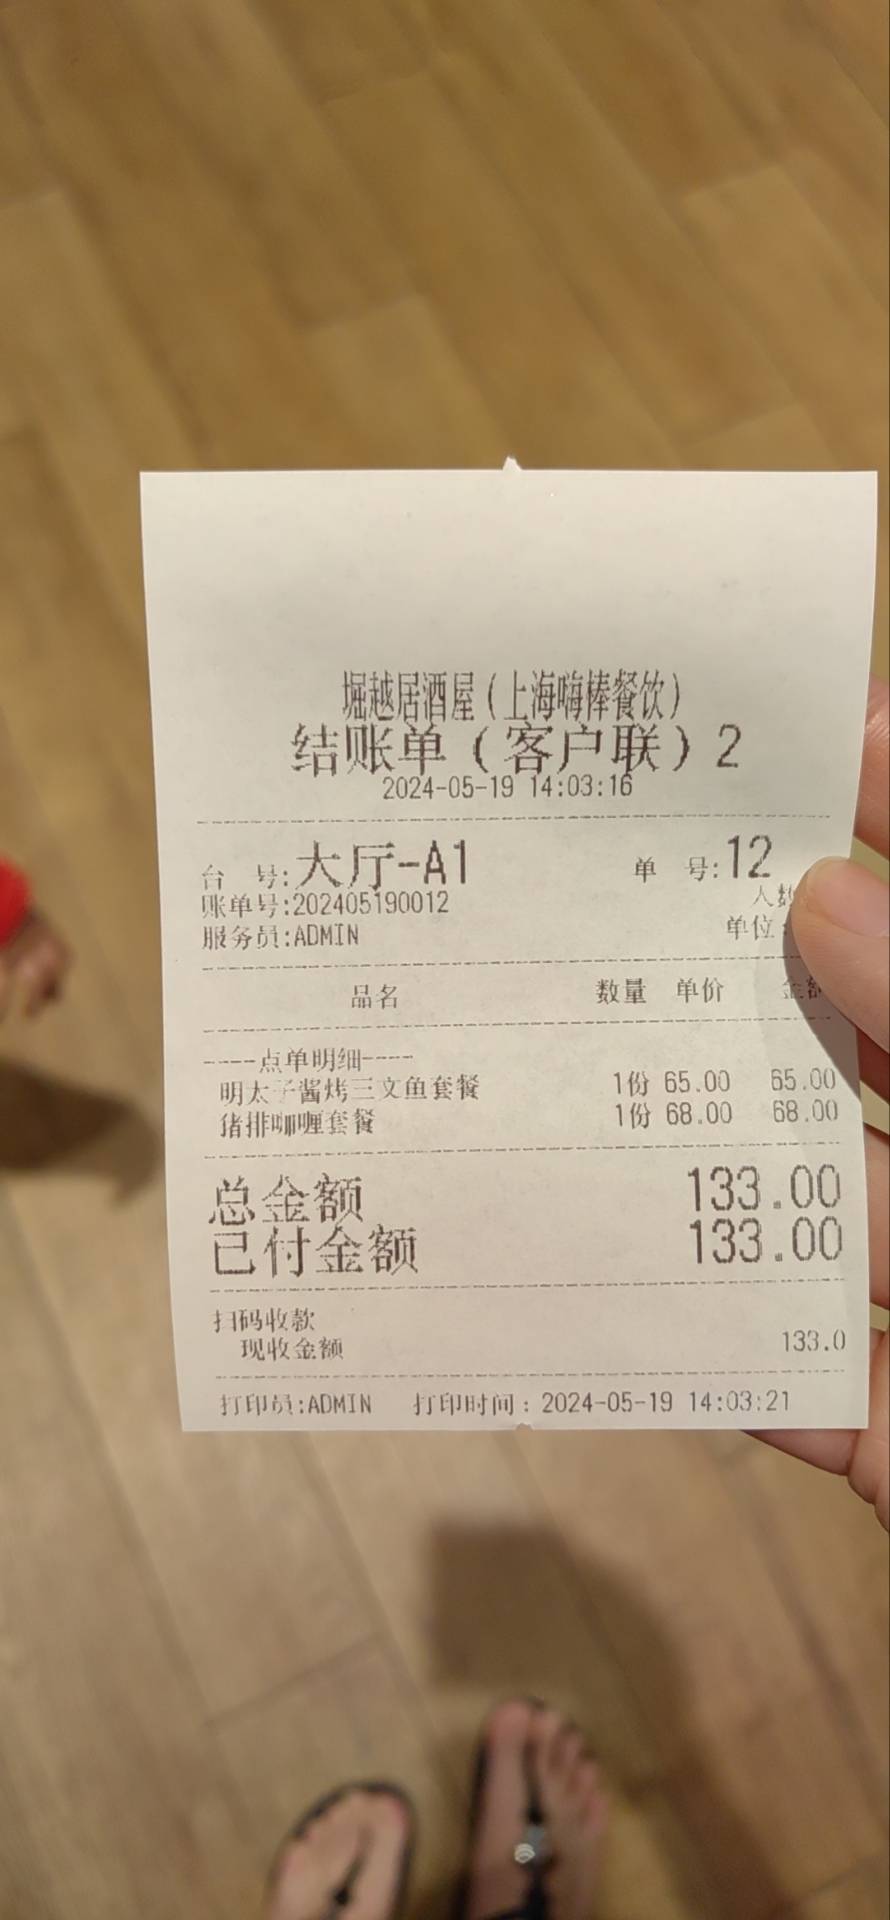 堀越居酒屋(上海嗨棒餐饮)
结账单(客户联)2
2024-05-19 14:03:16
台 号:大厅-A1 单 号:12
账单号:202405190012 人数
服务员:ADMIN 单位:
品名 数量 单价 金额
----点单明细----
明太子酱烤三文鱼套餐 1份 65.00 65.00
猪排咖喱套餐 1份 68.00 68.00
总金额 133.00
已付金额 133.00
扫码收款
现收金额 133.0
打印员:ADMIN 打印时间:2024-05-19 14:03:21